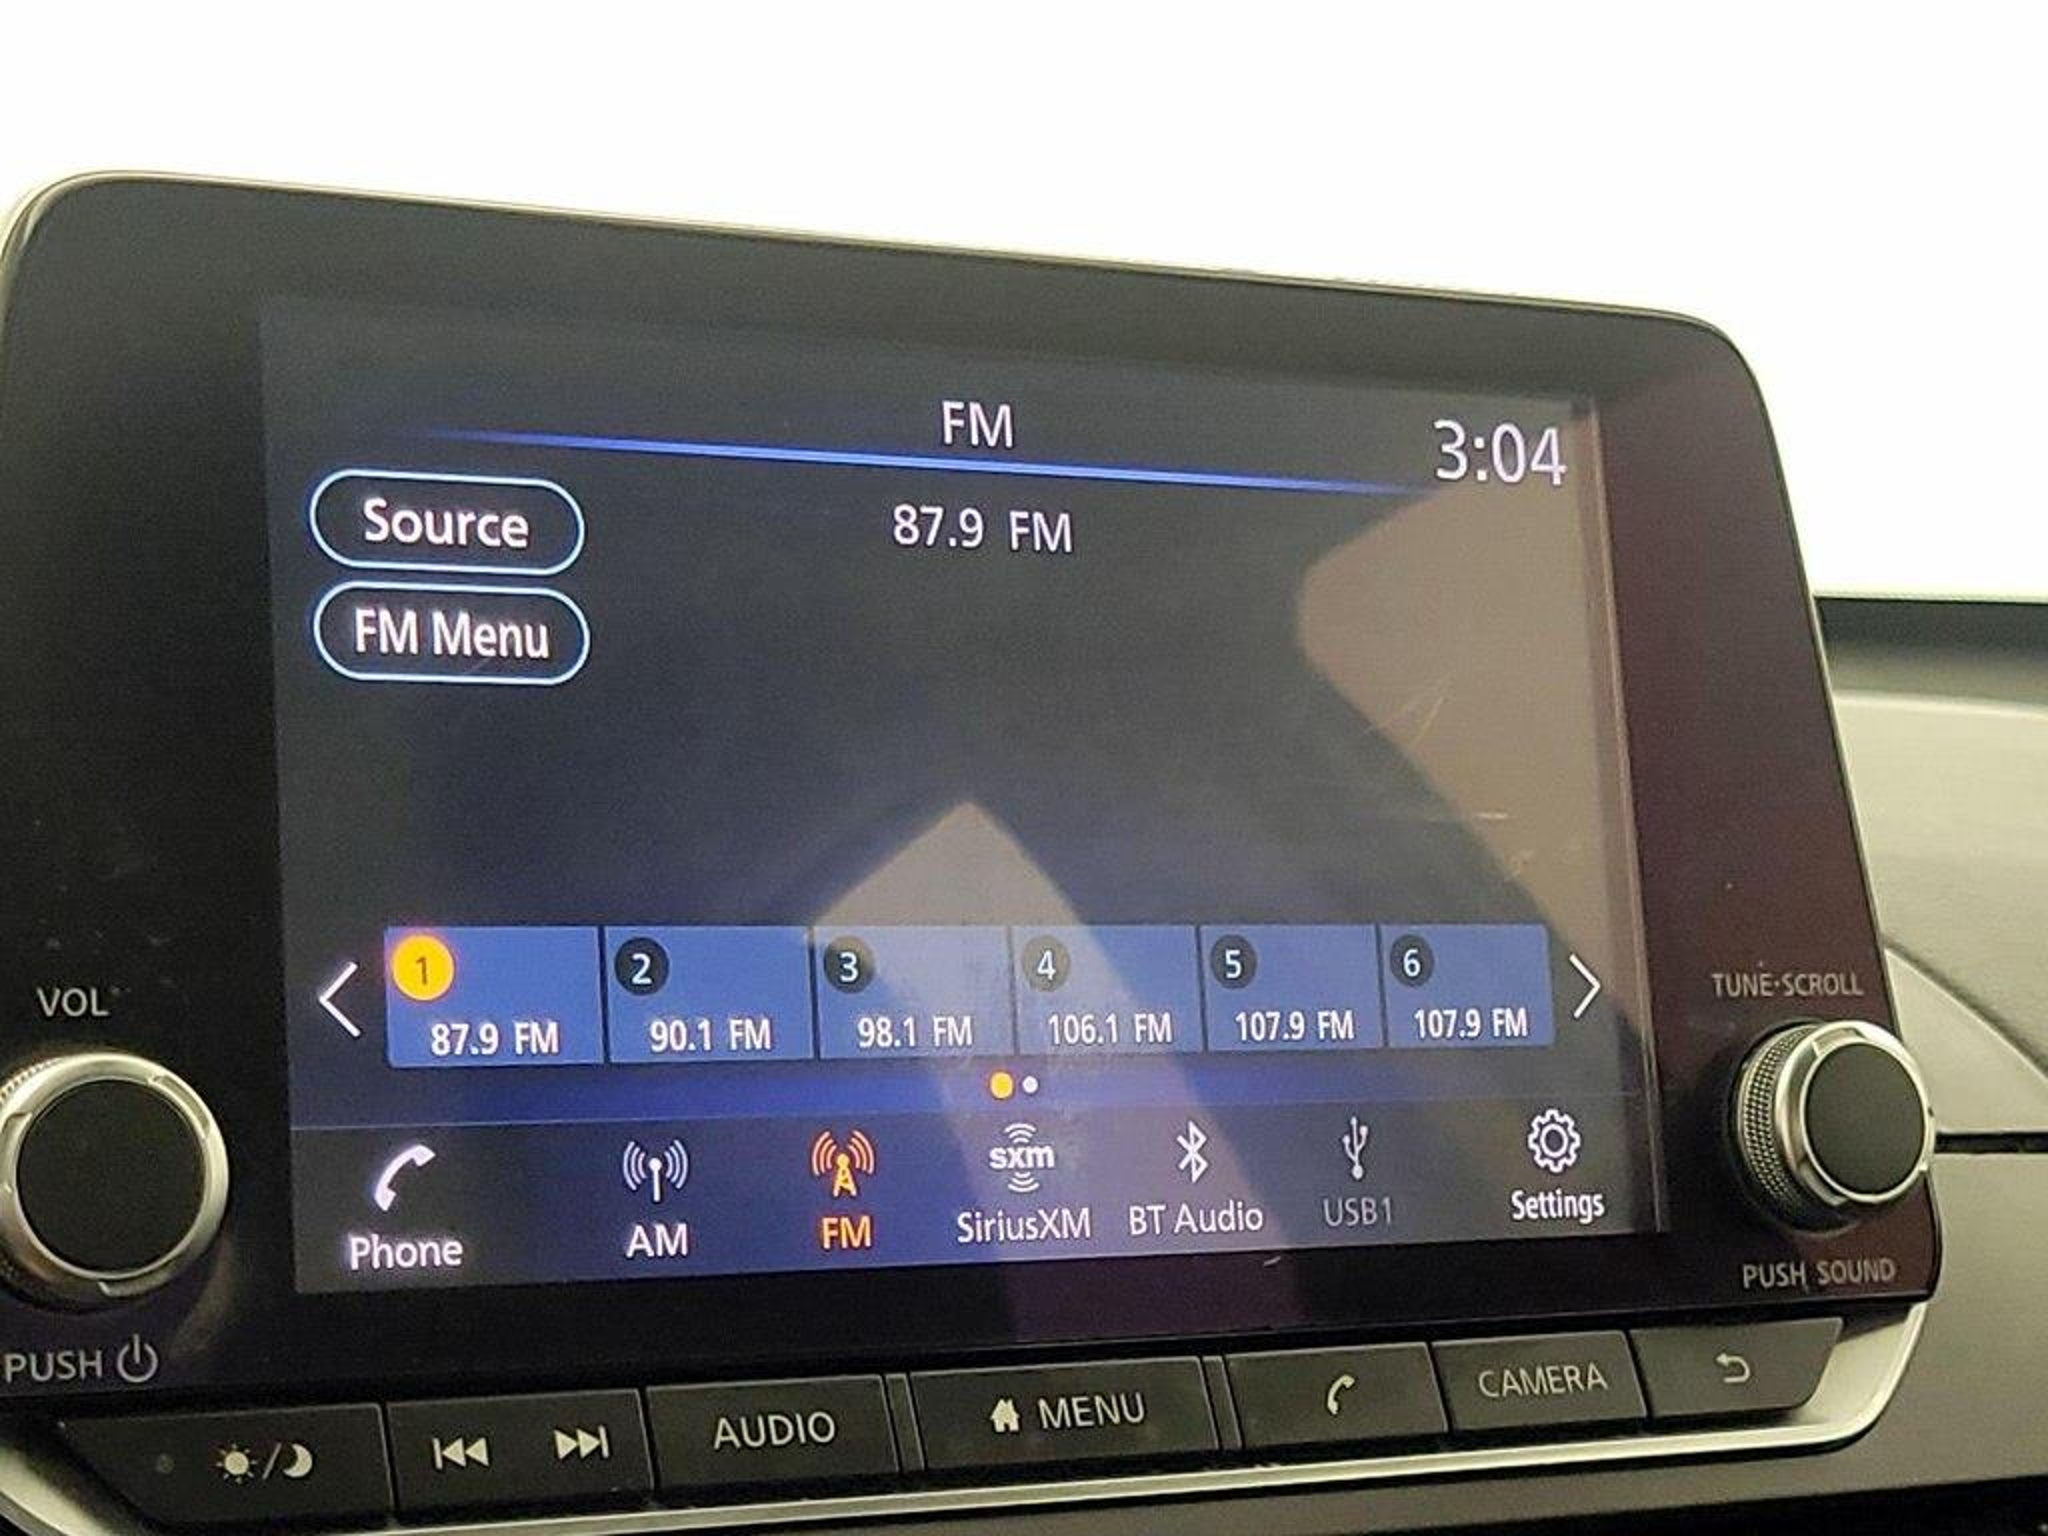 FM
3:04
Source
87.9 FM
FM Menu
1
2
3
4
5
6
87.9 FM
90.1 FM
98.1 FM
106.1 FM
107.9 FM
107.9 FM
Phone
AM
FM
sxm
SiriusXM
BT Audio
USB1
Settings
VOL
PUSH
TUNE·SCROLL
PUSH SOUND
AUDIO
MENU
CAMERA